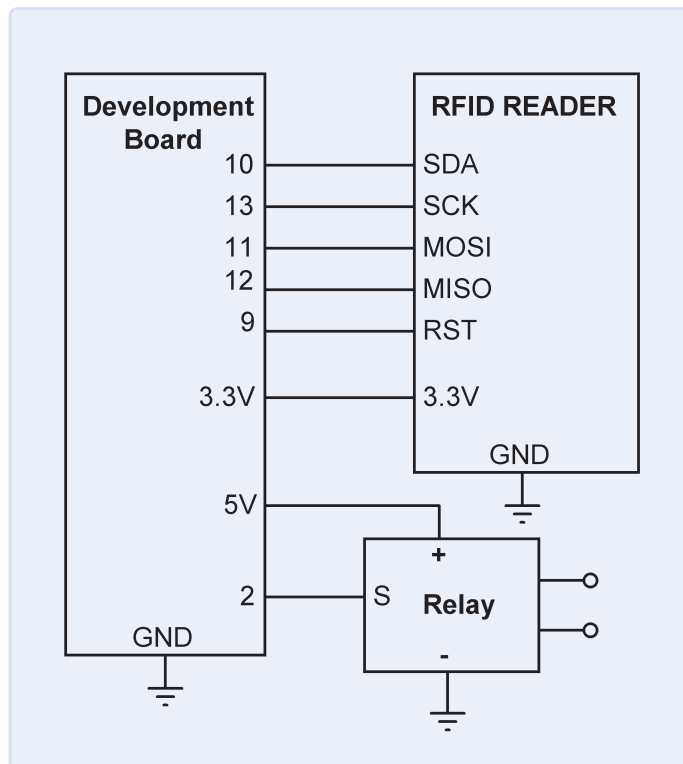 Development
Board
10
13
11
12
9
3.3V
5V
2
GND
RFID READER
SDA
SCK
MOSI
MISO
RST
3.3V
GND
+
S
Relay
-